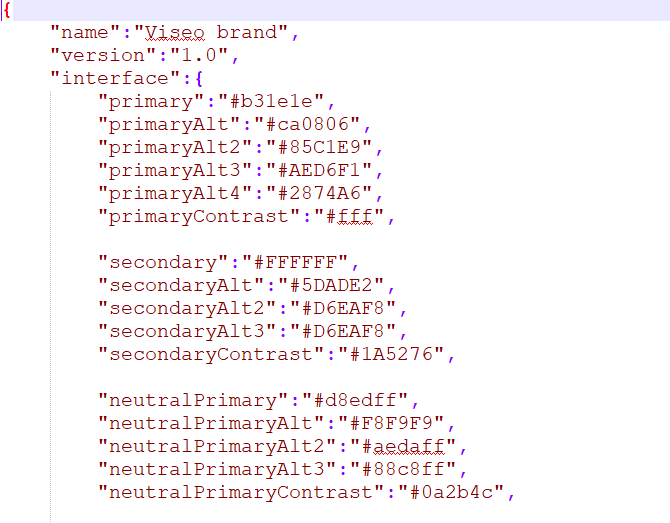 {
"name":"Viseo brand",
"version":"1.0",
"interface":{
"primary":"#b31e1e",
"primaryAlt":"#ca0806",
"primaryAlt2":"#85C1E9",
"primaryAlt3":"#AED6F1",
"primaryAlt4":"#2874A6",
"primaryContrast":"#fff",
"secondary":"#FFFFFF",
"secondaryAlt":"#5DADE2",
"secondaryAlt2":"#D6EAF8",
"secondaryAlt3":"#D6EAF8",
"secondaryContrast":"#1A5276",
"neutralPrimary":"#d8edff",
"neutralPrimaryAlt":"#F8F9F9",
"neutralPrimaryAlt2":"#aedaff",
"neutralPrimaryAlt3":"#88c8ff",
"neutralPrimaryContrast":"#0a2b4c",